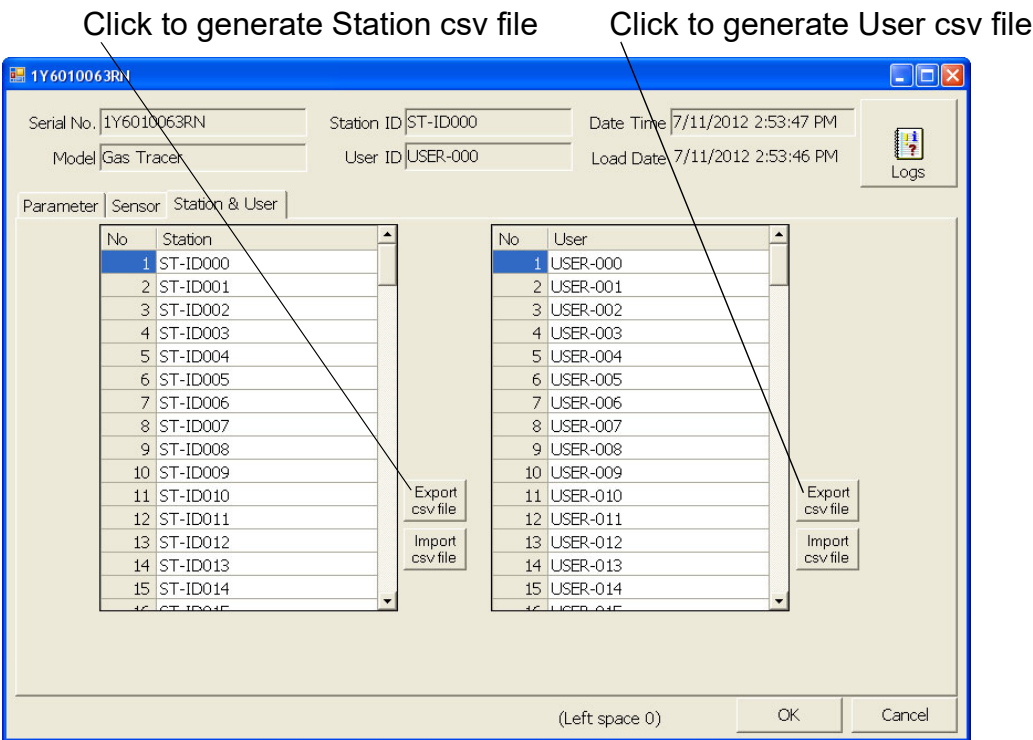 Click to generate Station csv file Click to generate User csv file
1Y6010063RN
Serial No. 1Y6010063RN Station ID ST-ID000 Date Time 7/11/2012 2:53:47 PM
Model Gas Tracer User ID USER-000 Load Date 7/11/2012 2:53:46 PM
Logs
Parameter Sensor Station & User
No Station No User
1 ST-ID000 1 USER-000
2 ST-ID001 2 USER-001
3 ST-ID002 3 USER-002
4 ST-ID003 4 USER-003
5 ST-ID004 5 USER-004
6 ST-ID005 6 USER-005
7 ST-ID006 7 USER-006
8 ST-ID007 8 USER-007
9 ST-ID008 9 USER-008
10 ST-ID009 10 USER-009
11 ST-ID010 Export csv file 11 USER-010 Export csv file
12 ST-ID011 12 USER-011
13 ST-ID012 Import csv file 13 USER-012 Import csv file
14 ST-ID013 14 USER-013
15 ST-ID014 15 USER-014
16 ST-ID015 16 USER-015
(Left space 0) OK Cancel